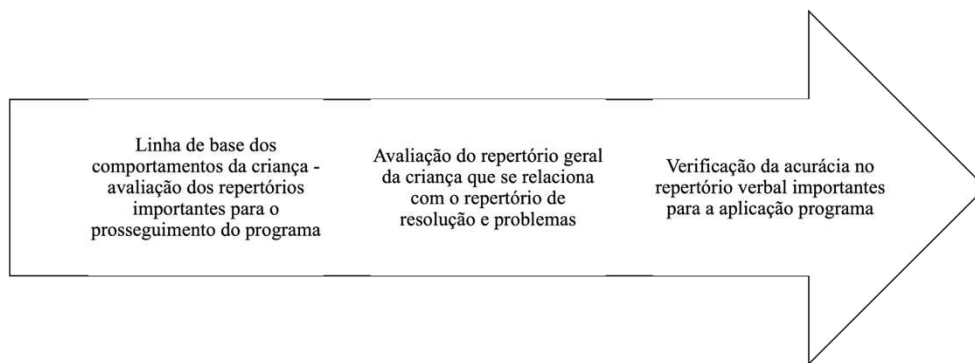 Linha de base dos
comportamentos da criança -
avaliação dos repertórios
importantes para o
prosseguimento do programa
Avaliação do repertório geral
da criança que se relaciona
com o repertório de
resolução e problemas
Verificação da acurácia no
repertório verbal importantes
para a aplicação programa